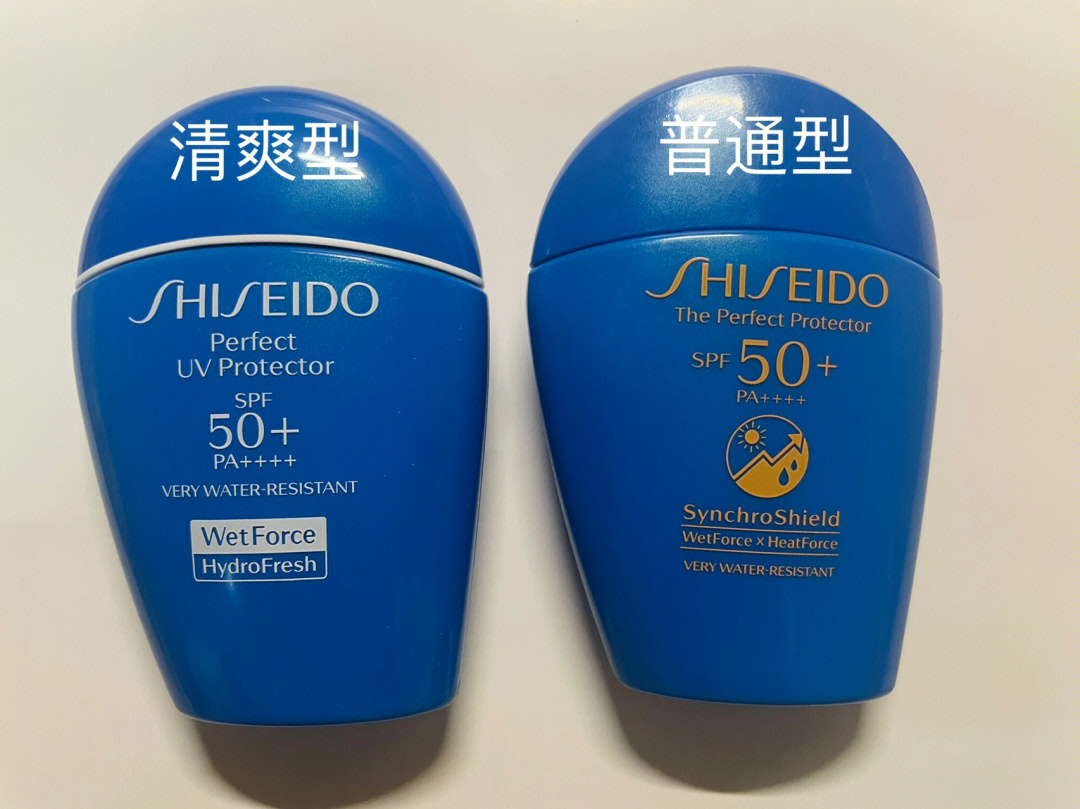 清爽型
SHISEIDO
Perfect
UV Protector
SPF
50+
PA++++
VERY WATER-RESISTANT
WetForce
HydroFresh
普通型
SHISEIDO
The Perfect Protector
SPF 50+
PA++++
SynchroShield
WetForce x HeatForce
VERY WATER-RESISTANT